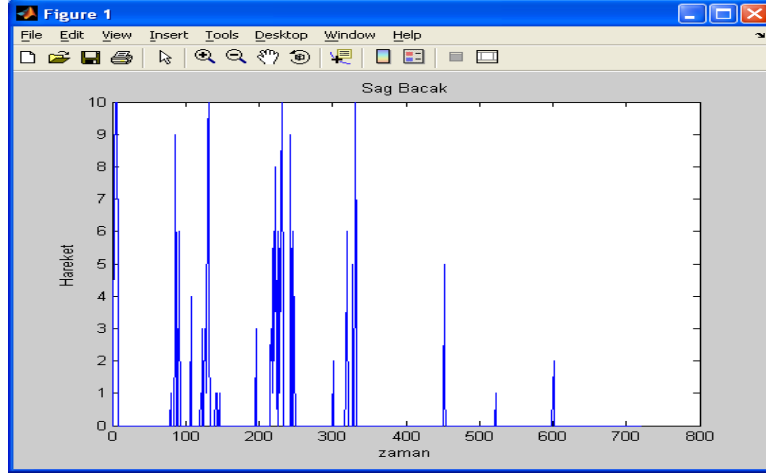 Figure 1
File Edit View Insert Tools Desktop Window Help
Sag Bacak
10
9
8
7
6
5
4
3
2
1
0
Hareket
0 100 200 300 400 500 600 700 800
zaman